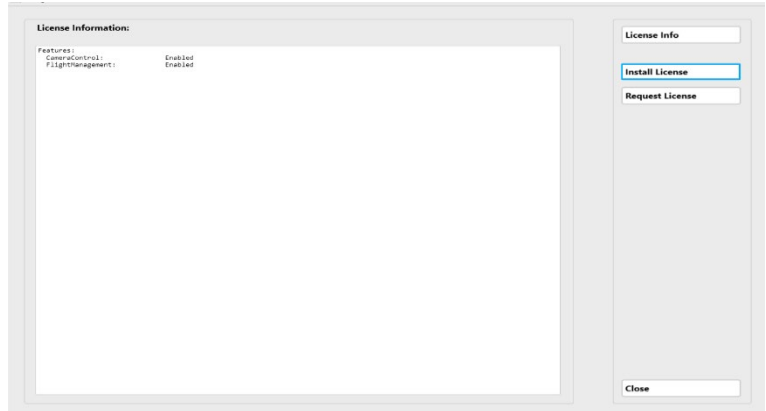 License Information:
Features:
CameraControl: Enabled
FlightManagement: Enabled
License Info
Install License
Request License
Close